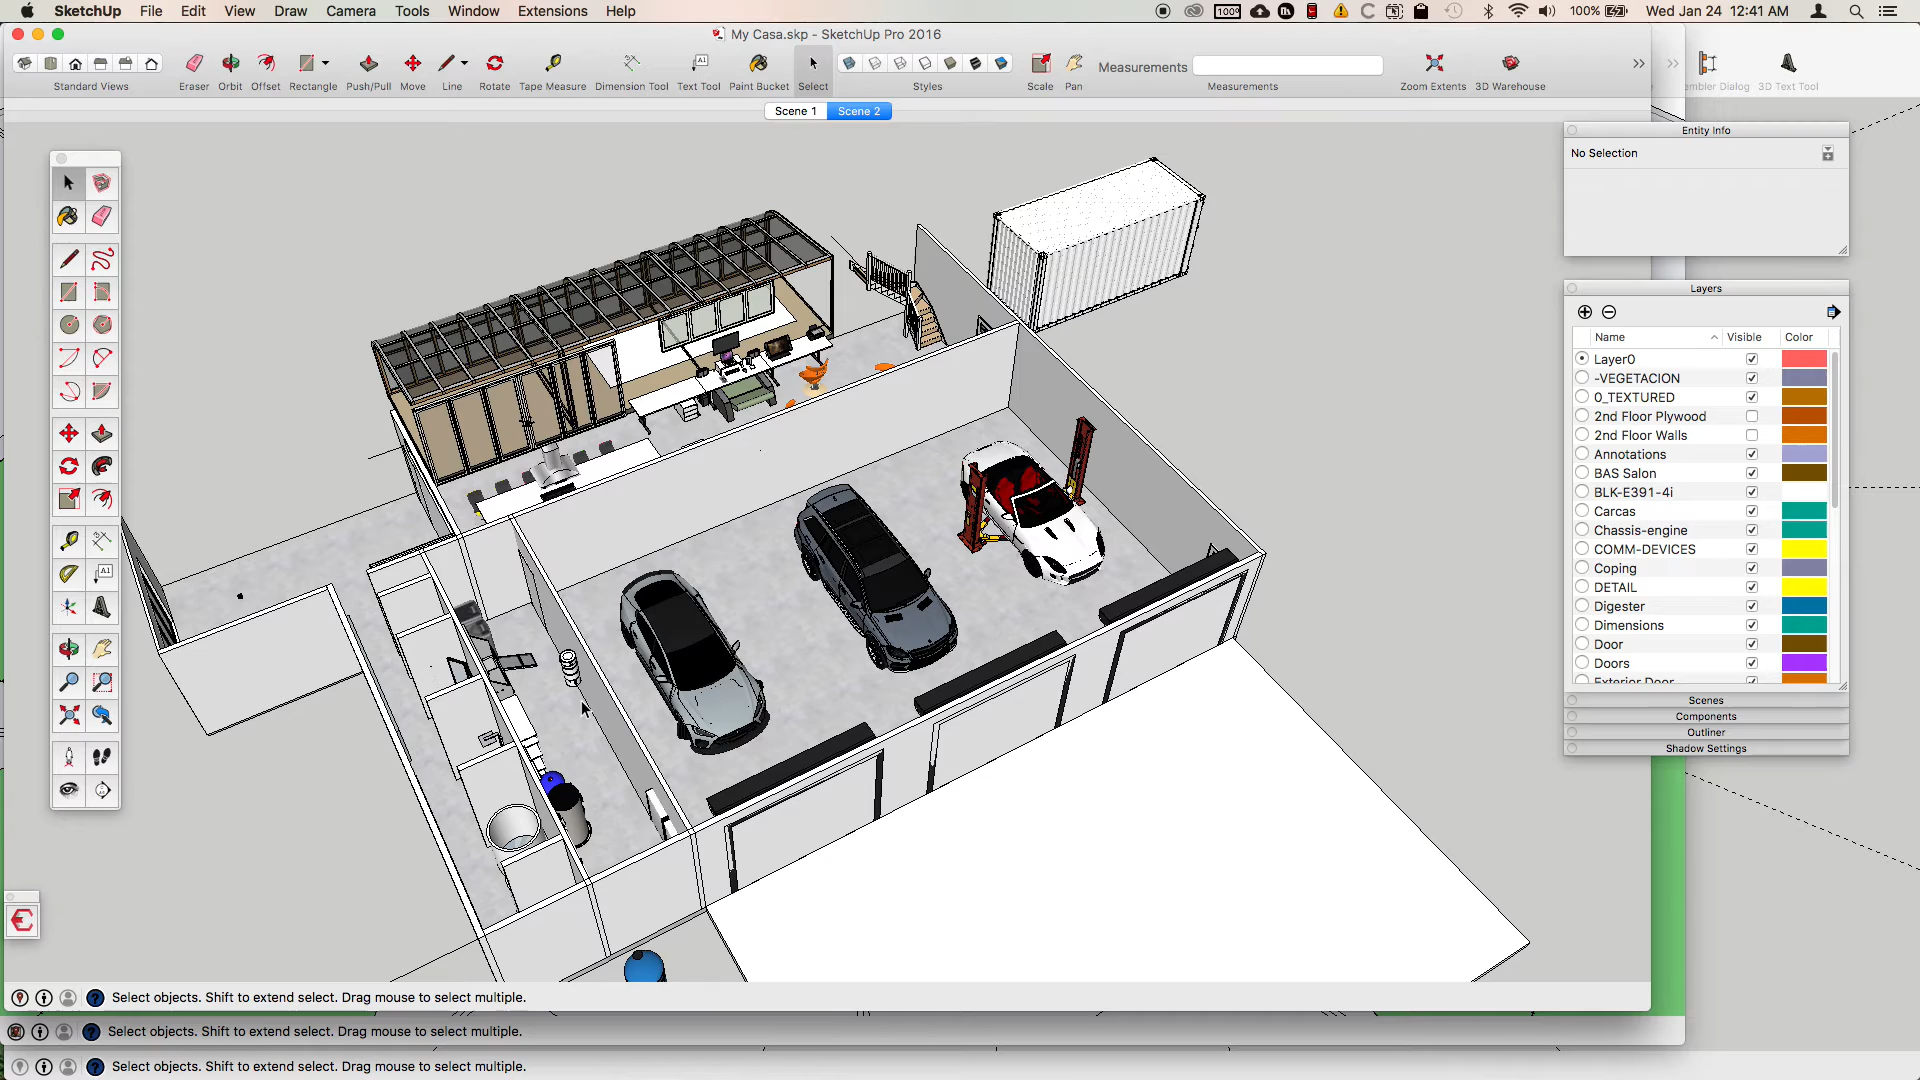 SketchUp File Edit View Draw Camera Tools Window Extensions Help 100% Wed Jan 24 12:41 AM
My Casa.skp - SketchUp Pro 2016
Measurements
Standard Views Eraser Orbit Offset Rectangle Push/Pull Move Line Rotate Tape Measure Dimension Tool Text Tool Paint Bucket Select Styles Scale Pan Measurements Zoom Extents 3D Warehouse
mbler Dialog 3D Text Tool
Scene 1 Scene 2
Entity Info
No Selection
Layers
Name Visible Color
Layer0
-VEGETACION
0_TEXTURED
2nd Floor Plywood
2nd Floor Walls
Annotations
BAS Salon
BLK-E391-4i
Carcas
Chassis-engine
COMM-DEVICES
Coping
DETAIL
Digester
Dimensions
Door
Doors
Exterior Door
Scenes
Components
Outliner
Shadow Settings
Select objects. Shift to extend select. Drag mouse to select multiple.
Select objects. Shift to extend select. Drag mouse to select multiple.
Select objects. Shift to extend select. Drag mouse to select multiple.